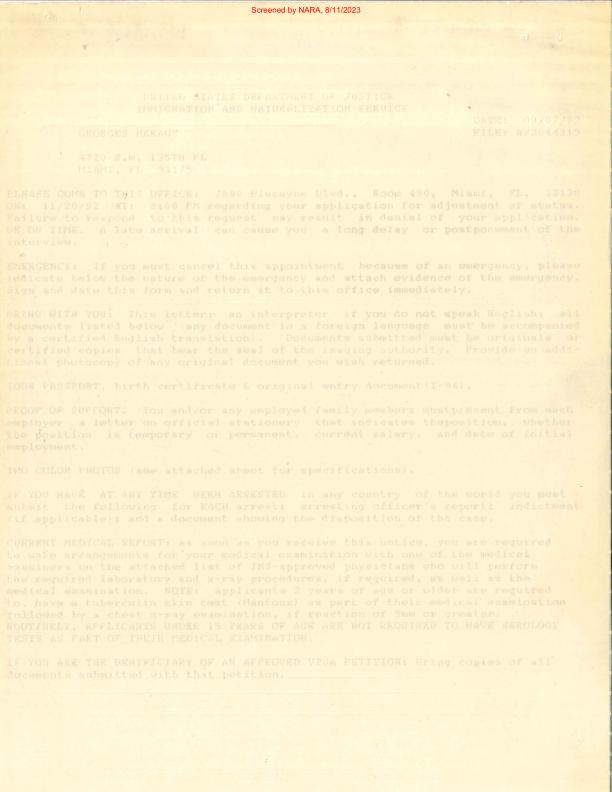 Screened by NARA, 8/11/2023
UNITED STATES DEPARTMENT OF JUSTICE
IMMIGRATION AND NATURALIZATION SERVICE
DATE:
FILE:
GEORGES
4720 S.W. 135TH PL
MIAMI, FL 33175
PLEASE COME TO THIS OFFICE: 7880 Biscayne Blvd., Room 490, Miami, FL. 33138
ON: 11/20/92 AT: regarding your application for adjustment of status.
Failure to respond to this request may result in denial of your application.
BE ON TIME. A late arrival can cause you a long delay or postponement of the
interview.
EMERGENCY: If you must cancel this appointment because of an emergency, please
indicate below the nature of the emergency and attach evidence of the emergency.
Sign and date this form and return it to this office immediately.
BRING WITH YOU: This letter; an interpreter if you do not speak English; all
documents listed below (any document in a foreign language must be accompanied
by a certified English translation). Documents submitted must be originals or
certified copies that bear the seal of the issuing authority. Provide an addi-
tional photocopy of any original document you wish returned.
YOUR PASSPORT, birth certificate & original entry document(I-94).
PROOF OF SUPPORT. You and/or any employed family members mustpresent from each
employer a letter on official stationery that indicates theposition, whether
the position is temporary or permanent, current salary, and date of initial
employment.
TWO COLOR PHOTOS (see attached sheet for specifications).
IF YOU HAVE AT ANY TIME BEEN ARRESTED in any country of the world you must
submit the following for EACH arrest: arresting officer's report; indictment
(if applicable); and a document showing the disposition of the case.
CURRENT MEDICAL REPORT: as soon as you receive this notice, you are required
to make arrangements for your medical examination with one of the medical
examiners on the attached list of INS-approved physicians who will perform
the required laboratory and x-ray procedures, if required, as well as the
medical examination. NOTE: Applicants 2 years of age or older are required
to have a tuberculin skin test (Mantoux) as part of their medical examination
followed by a chest x-ray examination, if reaction of 5mm or greater.
ROUTINELY, APPLICANTS UNDER 15 YEARS OF AGE ARE NOT REQUIRED TO HAVE SEROLOGY
TESTS AS PART OF THEIR MEDICAL EXAMINATION.
IF YOU ARE THE BENIFICIARY OF AN APPROVED VISA PETITION: Bring copies of all
documents submitted with that petition.